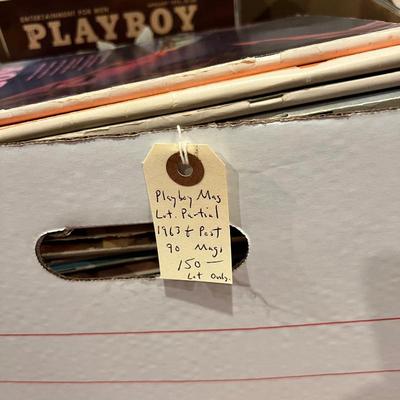 ENTERTAINMENT FOR MEN
PLAYBOY
Playboy Mag
Lot. Partial
1963 & Post
90 Mags
150 —
Lot Only.